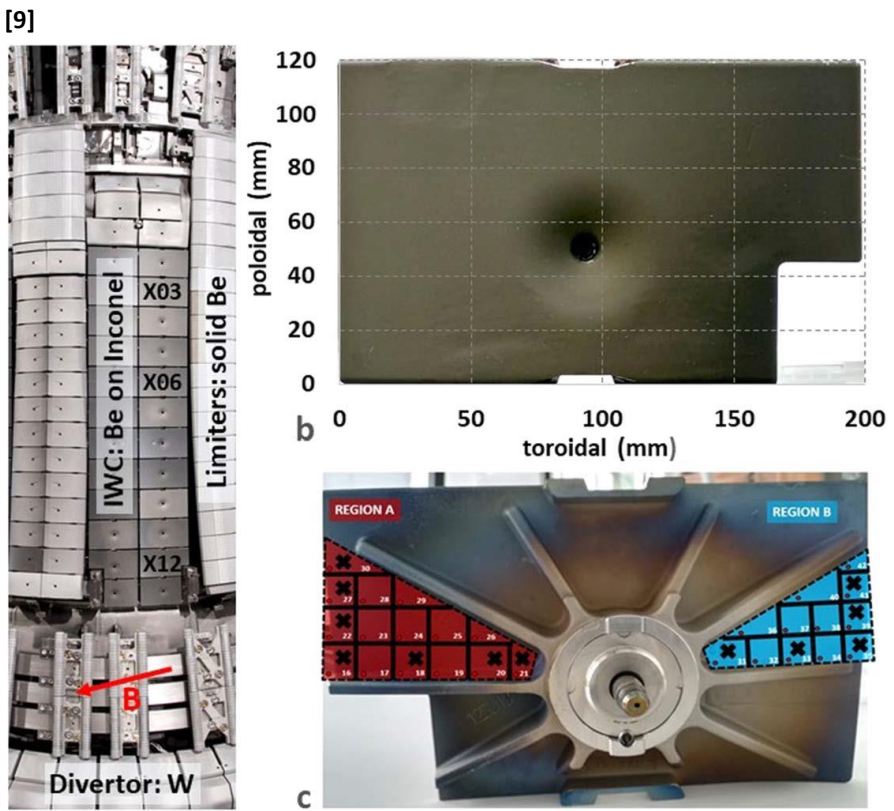 [9]
X03
X06
X12
IWC: Be on Inconel
Limiters: solid Be
B
Divertor: W
120
100
80
60
40
20
0
poloidal (mm)
b
0 50 100 150 200
toroidal (mm)
c
REGION A
REGION B
30
27 28 29
22 23 24 25 26
16 17 18 19 20 21
42
40 41
36 37 38 39
31 33 34